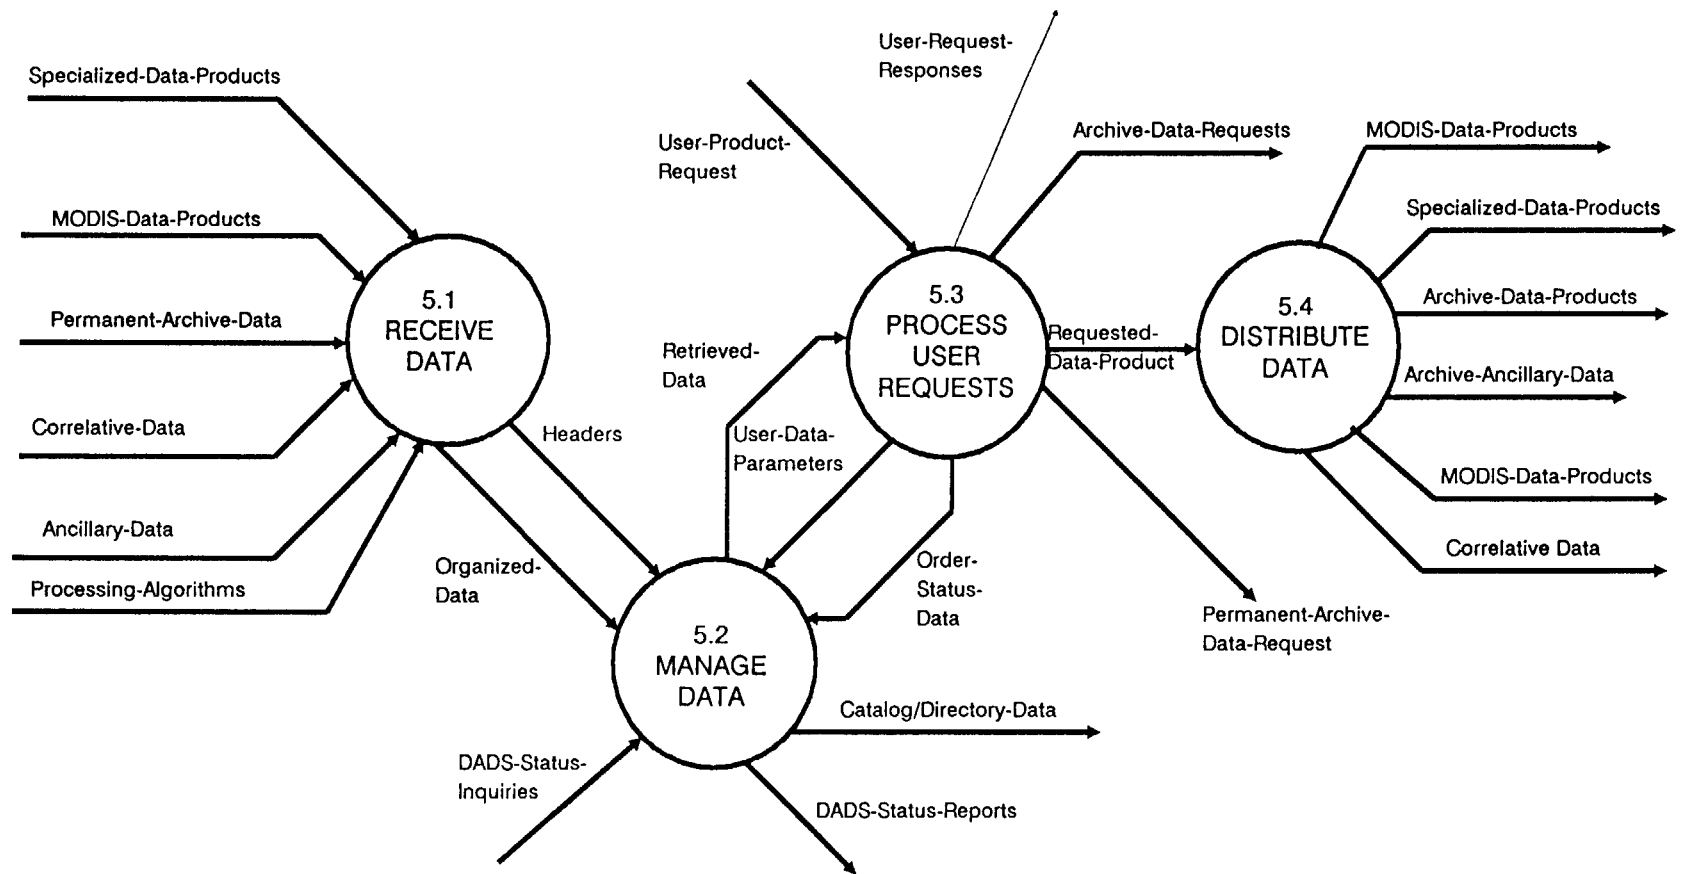 Specialized-Data-Products
MODIS-Data-Products
Permanent-Archive-Data
Correlative-Data
Ancillary-Data
Processing-Algorithms
5.1
RECEIVE
DATA
Headers
Organized-
Data
5.2
MANAGE
DATA
DADS-Status-
Inquiries
DADS-Status-Reports
Catalog/Directory-Data
Retrieved-
Data
User-Data-
Parameters
Order-
Status-
Data
User-Product-
Request
User-Request-
Responses
Archive-Data-Requests
5.3
PROCESS
USER
REQUESTS
Requested-
Data-Product
Permanent-Archive-
Data-Request
5.4
DISTRIBUTE
DATA
MODIS-Data-Products
Specialized-Data-Products
Archive-Data-Products
Archive-Ancillary-Data
MODIS-Data-Products
Correlative Data